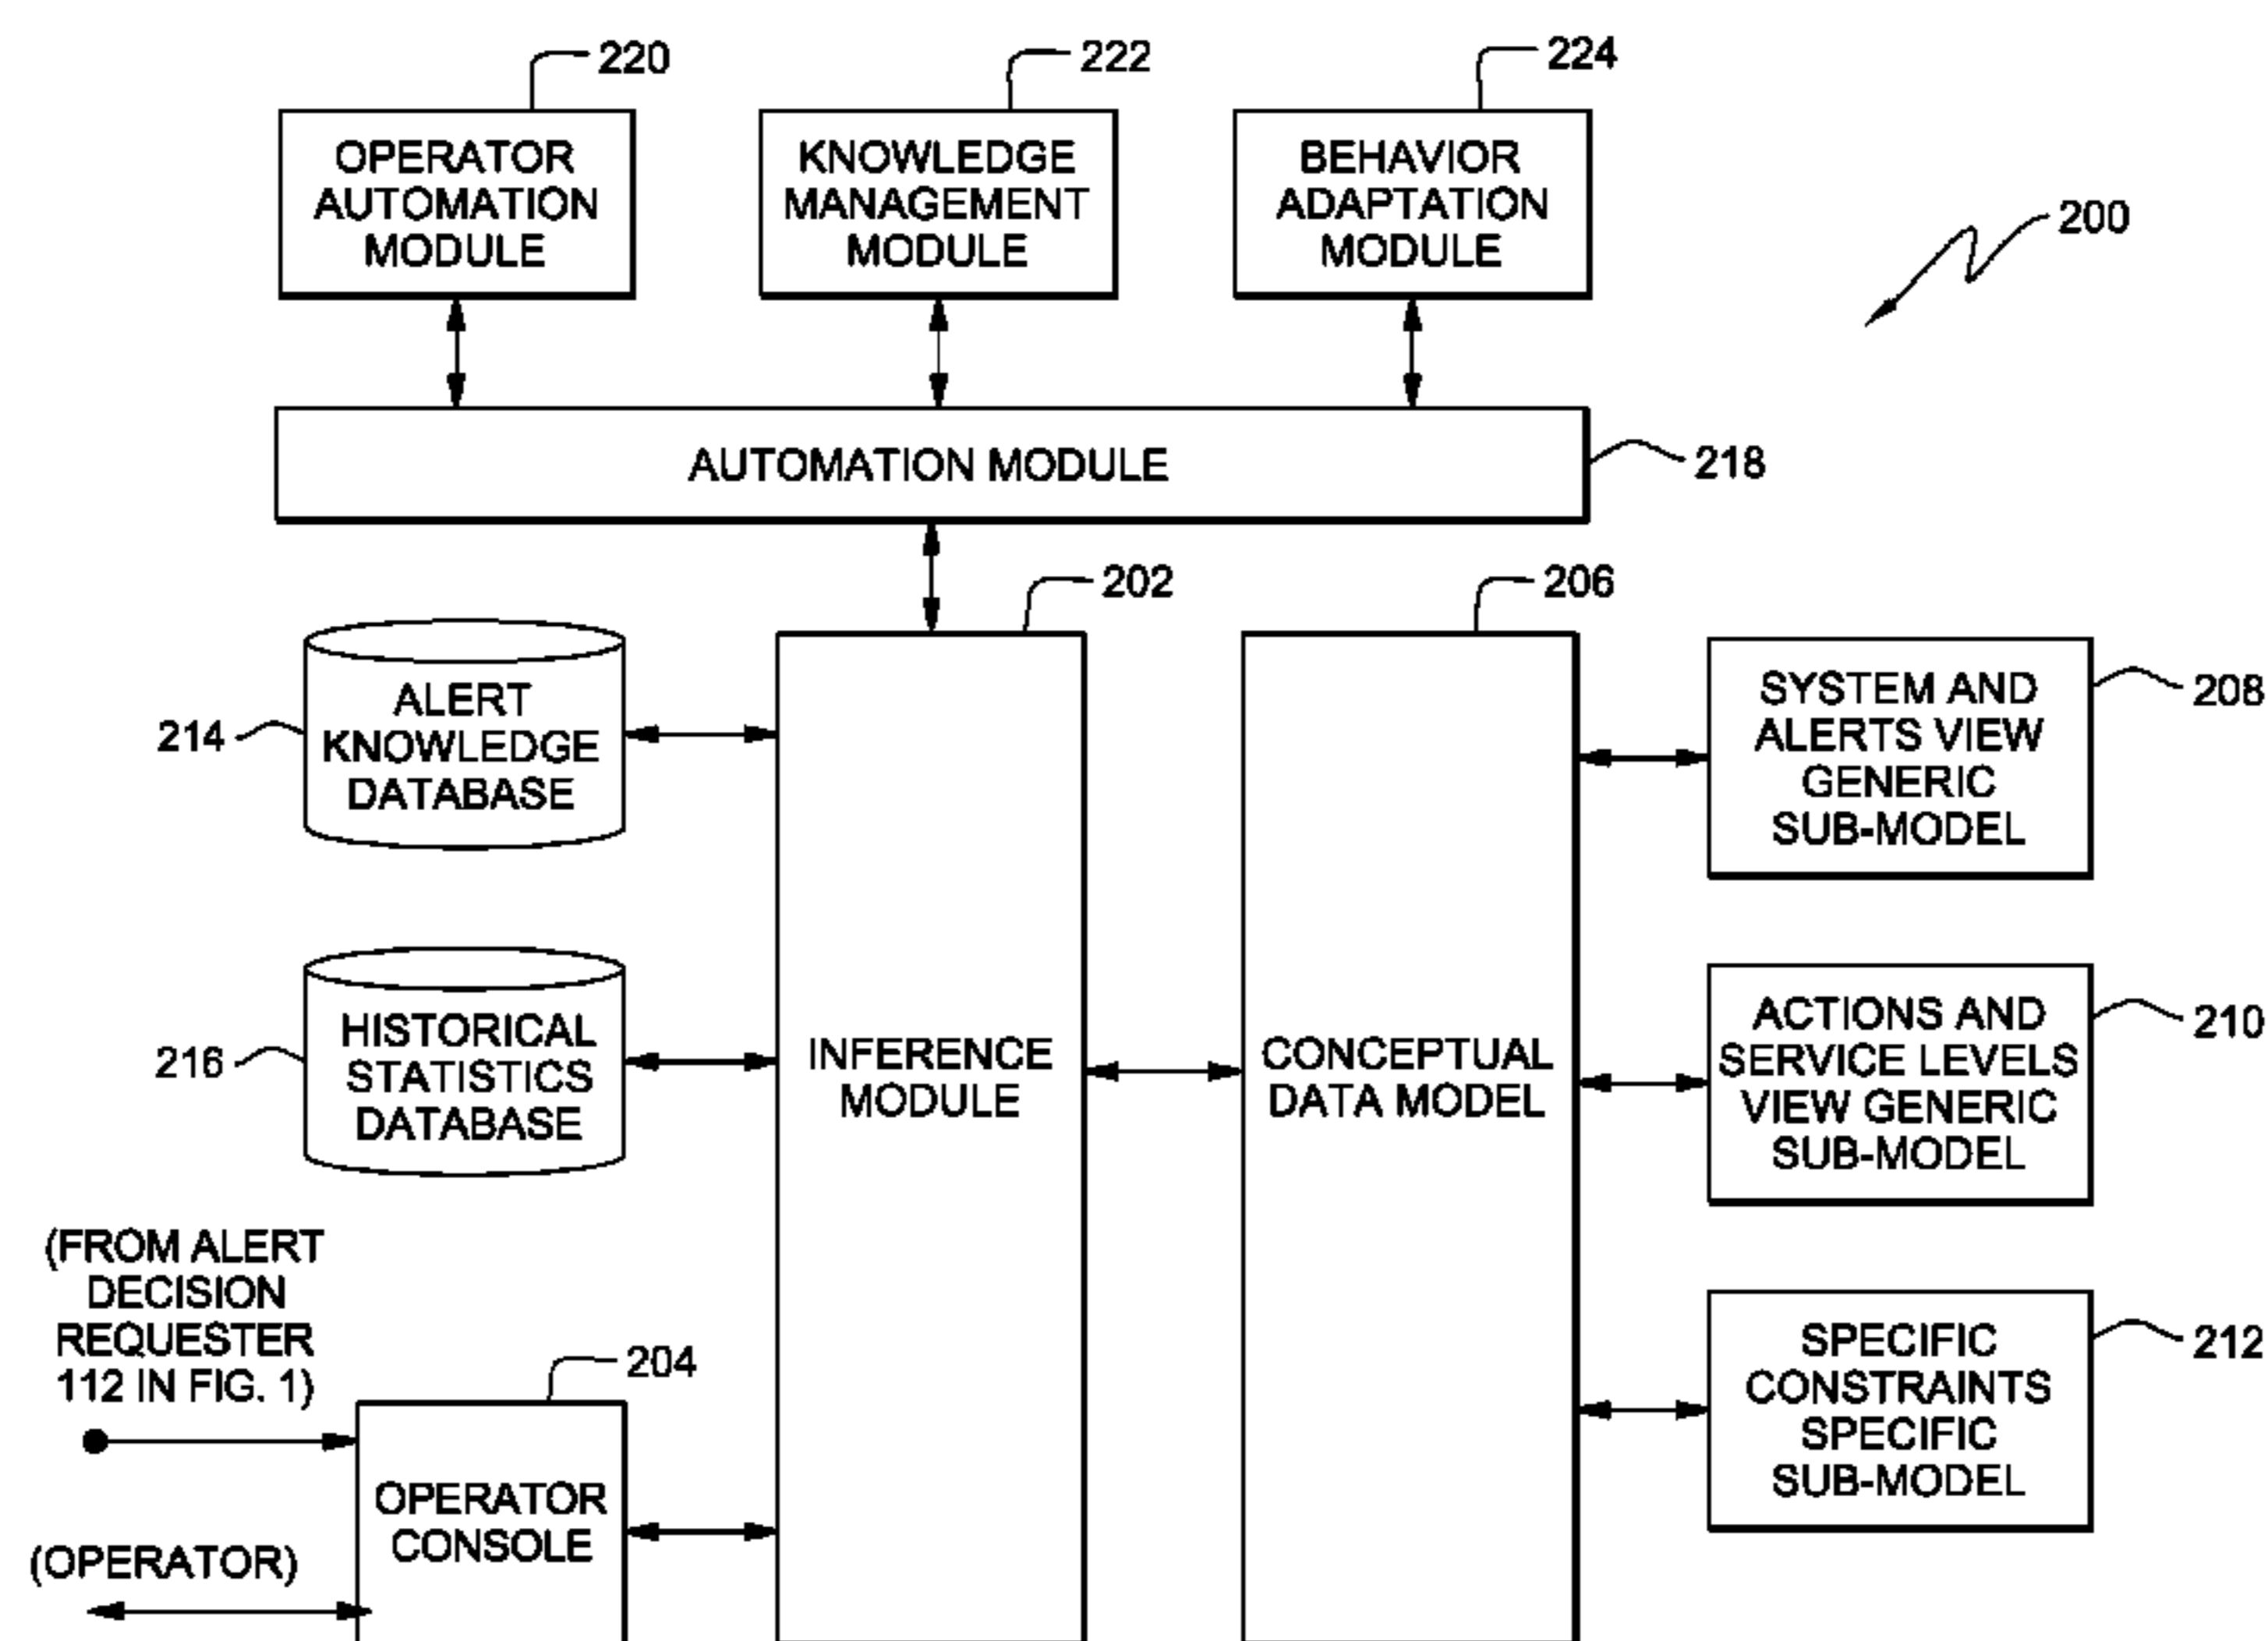 220
222
224
OPERATOR
AUTOMATION
MODULE
KNOWLEDGE
MANAGEMENT
MODULE
BEHAVIOR
ADAPTATION
MODULE
200
AUTOMATION MODULE
218
202
206
214
ALERT
KNOWLEDGE
DATABASE
216
HISTORICAL
STATISTICS
DATABASE
INFERENCE
MODULE
CONCEPTUAL
DATA MODEL
SYSTEM AND
ALERTS VIEW
GENERIC
SUB-MODEL
208
ACTIONS AND
SERVICE LEVELS
VIEW GENERIC
SUB-MODEL
210
SPECIFIC
CONSTRAINTS
SPECIFIC
SUB-MODEL
212
(FROM ALERT
DECISION
REQUESTER
112 IN FIG. 1)
204
OPERATOR
CONSOLE
(OPERATOR)